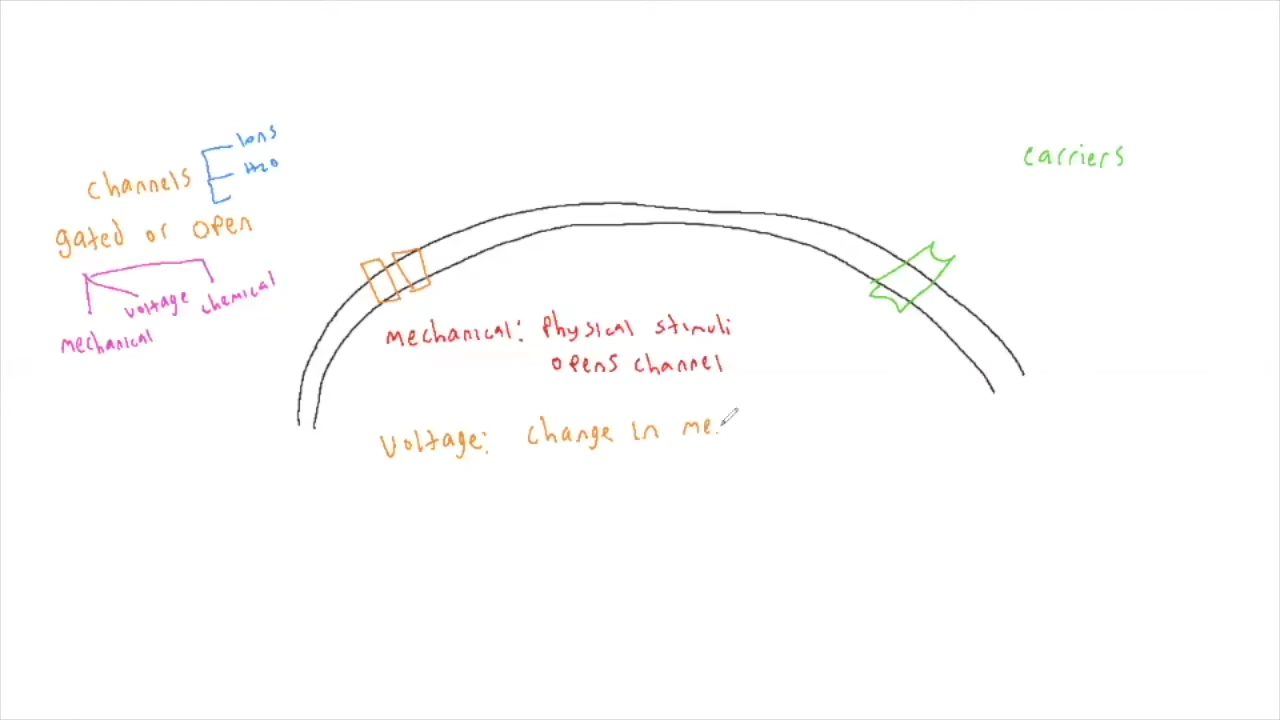 channels
Ions
H2O
gated or open
mechanical
voltage
chemical
carriers
mechanical: Physical stimuli
opens channel
Voltage: change in me